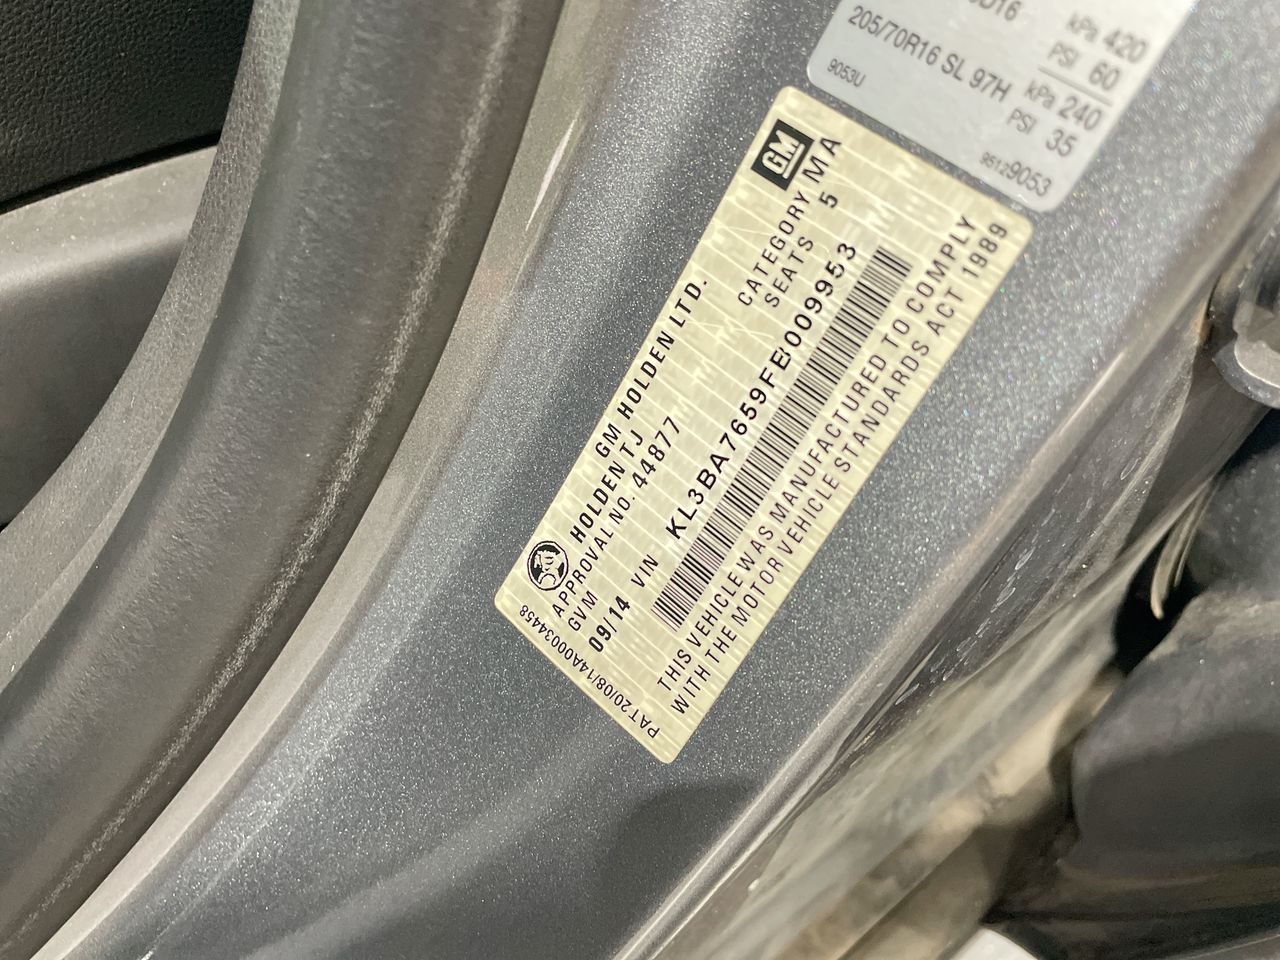 kPa 420
PSI 60
205/70R16 SL 97H
kPa 240
PSI 35
9053U
95129053
GM
GM HOLDEN LTD.
CATEGORY MA
HOLDEN TJ
SEATS 5
APPROVAL NO. 44877
GVM
09/14 VIN KL3BA7659FB009953
THIS VEHICLE WAS MANUFACTURED TO COMPLY
WITH THE MOTOR VEHICLE STANDARDS ACT 1989
PAT20/08/14A00034458